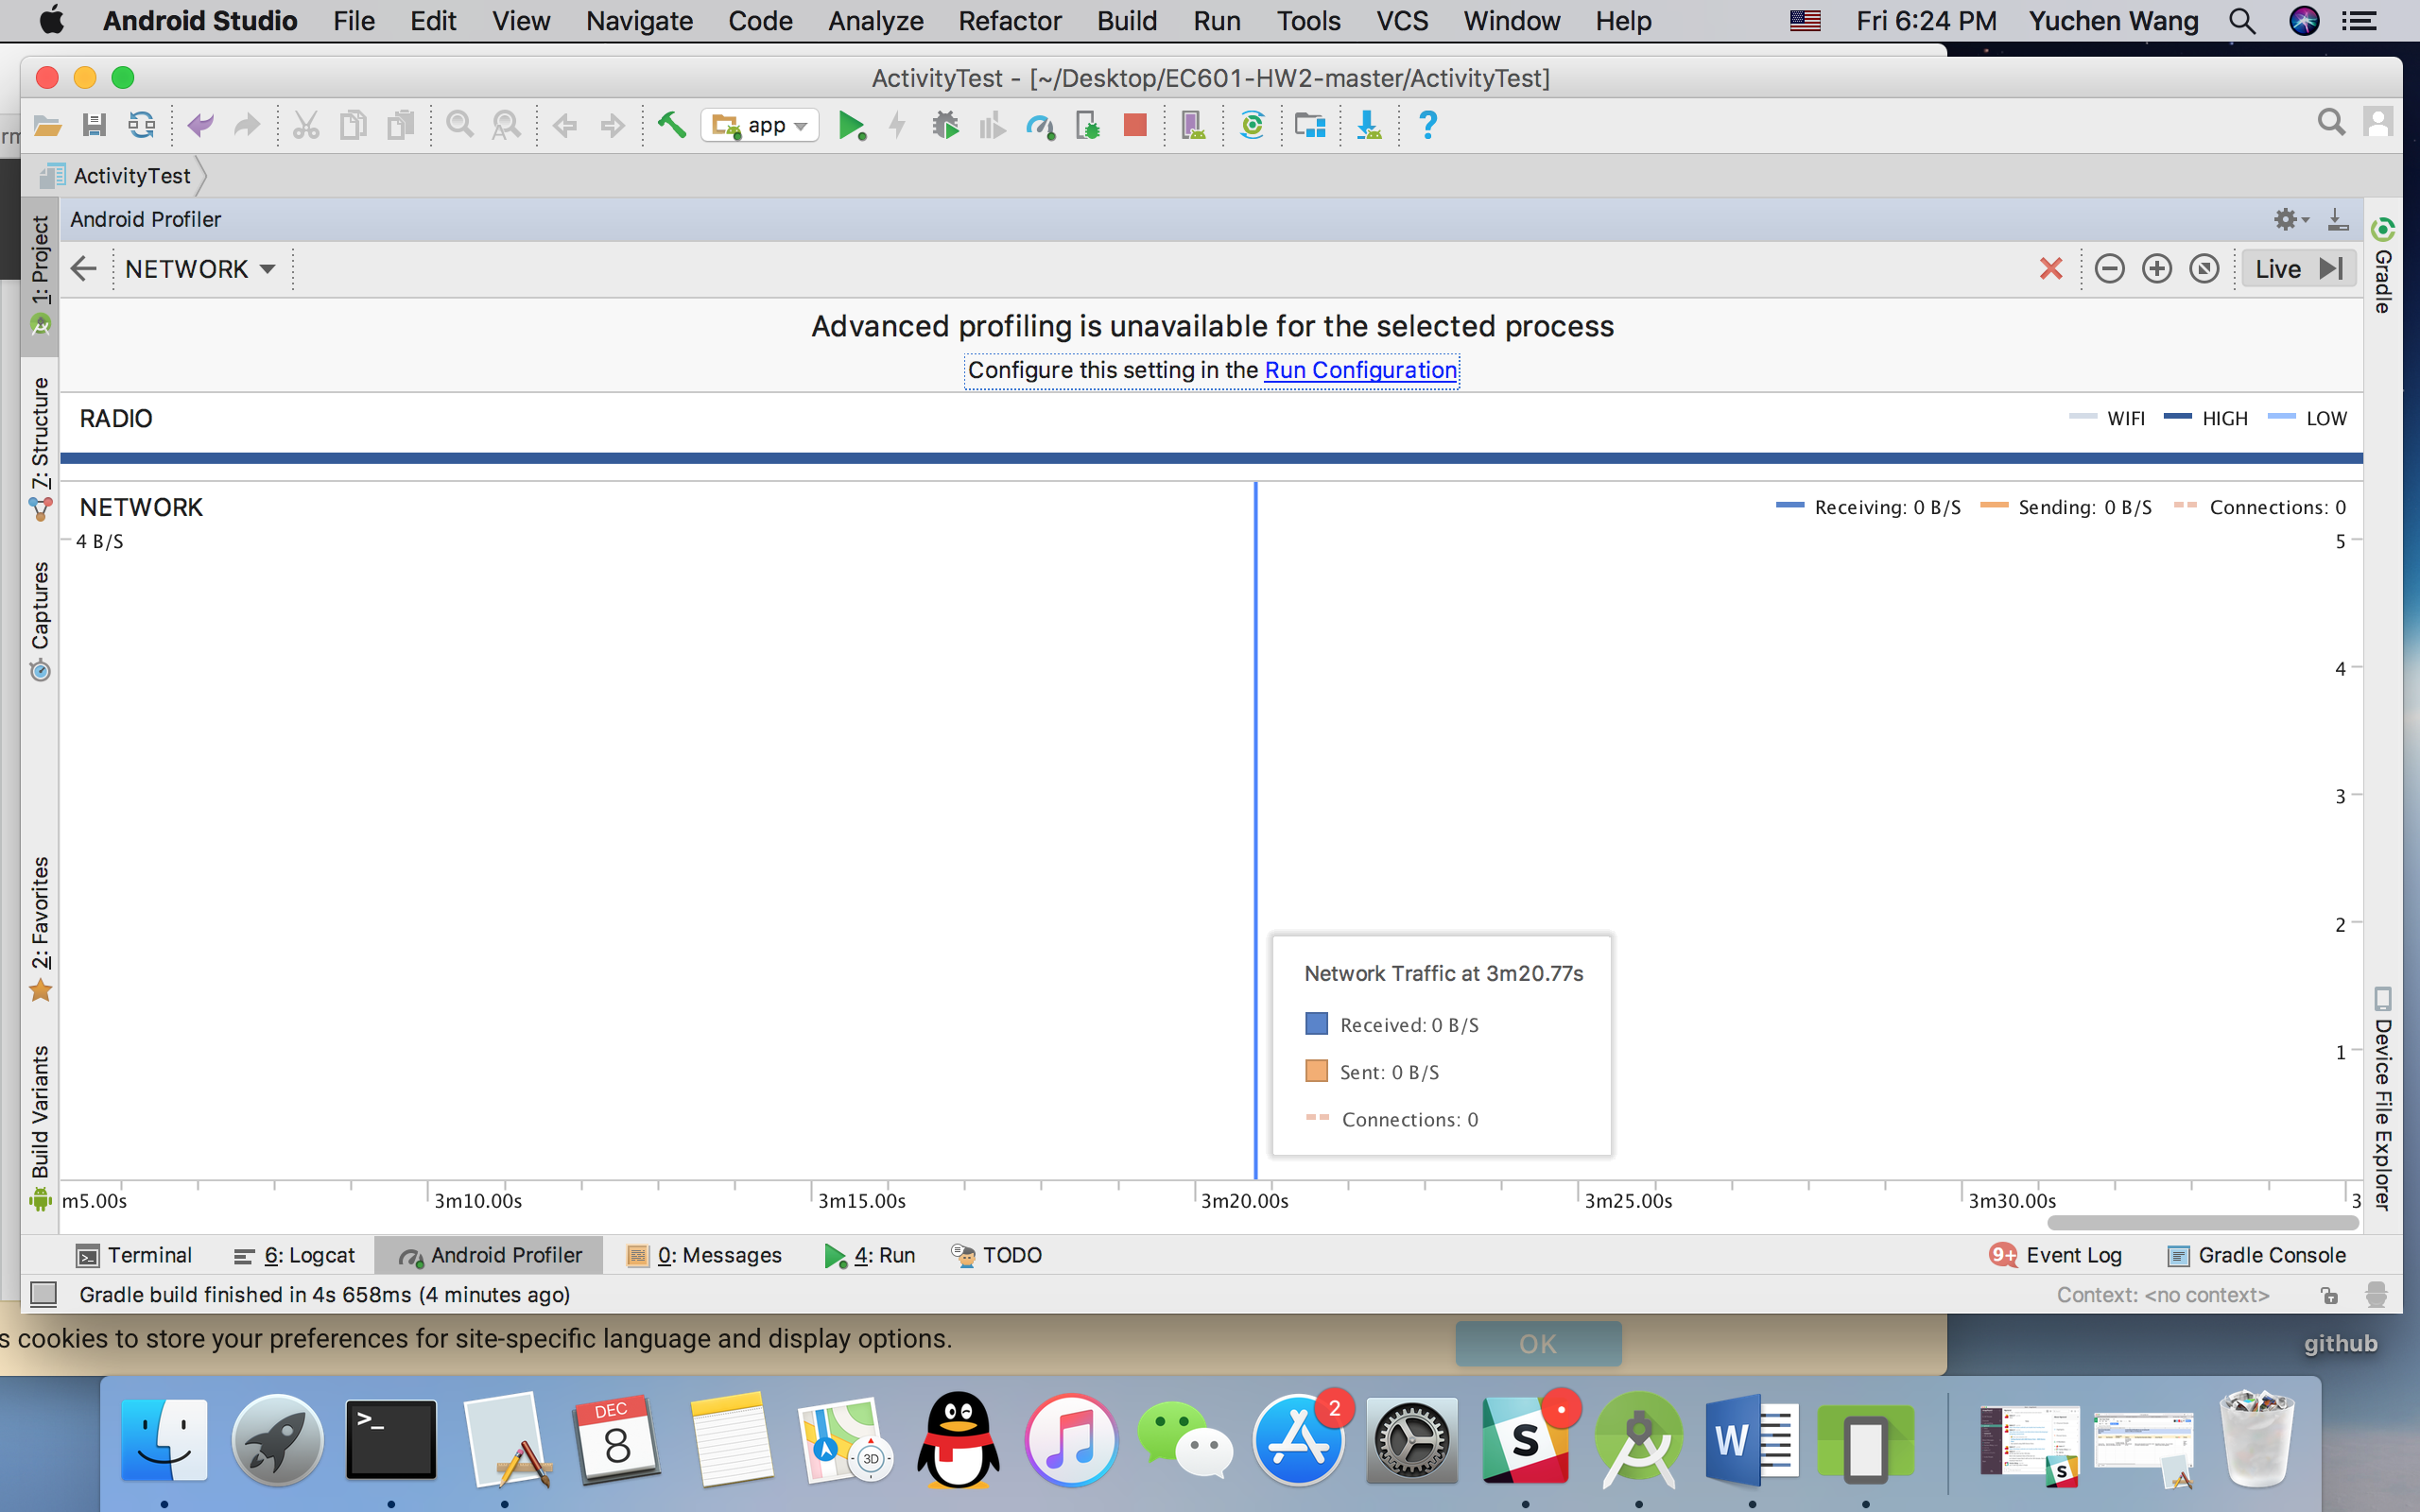 Android Studio File Edit View Navigate Code Analyze Refactor Build Run Tools VCS Window Help Fri 6:24 PM Yuchen Wang
ActivityTest - [~/Desktop/EC601-HW2-master/ActivityTest]
app
ActivityTest
Android Profiler
1: Project
7: Structure
Captures
2: Favorites
Build Variants
Gradle
Device File Explorer
NETWORK
Live
Advanced profiling is unavailable for the selected process
Configure this setting in the Run Configuration
RADIO
WIFI HIGH LOW
NETWORK
Receiving: 0 B/S Sending: 0 B/S Connections: 0
4 B/S
5
4
3
2
1
Network Traffic at 3m20.77s
Received: 0 B/S
Sent: 0 B/S
Connections: 0
m5.00s 3m10.00s 3m15.00s 3m20.00s 3m25.00s 3m30.00s 3
Terminal 6: Logcat Android Profiler 0: Messages 4: Run TODO 9+ Event Log Gradle Console
Gradle build finished in 4s 658ms (4 minutes ago)
Context: <no context>
s cookies to store your preferences for site-specific language and display options.
OK
github
>_
DEC
8
3D
2
S
W
S